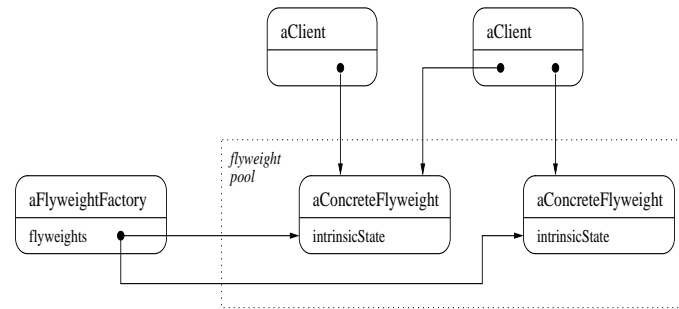 aClient
aClient
flyweight
pool
aFlyweightFactory
flyweights
aConcreteFlyweight
intrinsicState
aConcreteFlyweight
intrinsicState